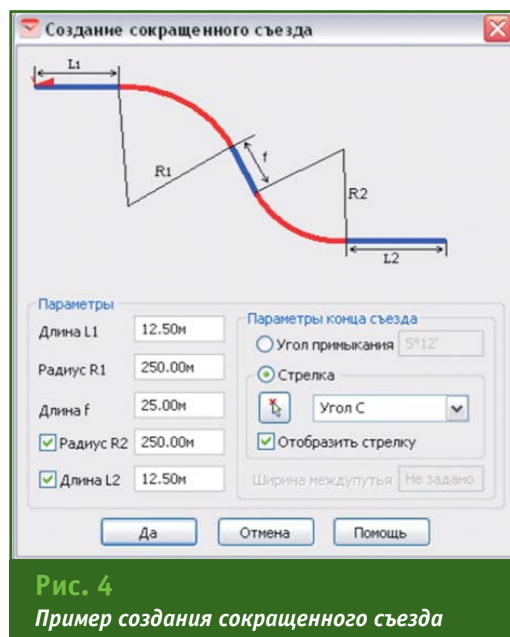 Создание сокращенного съезда
L1
R1
f
R2
L2
Параметры
Длина L1 12.50м
Радиус R1 250.00м
Длина f 25.00м
Радиус R2 250.00м
Длина L2 12.50м
Параметры конца съезда
Угол примыкания 5°12'
Стрелка
Угол С
Отобразить стрелку
Ширина междупутья Не задано
Да Отмена Помощь
Рис. 4
Пример создания сокращенного съезда